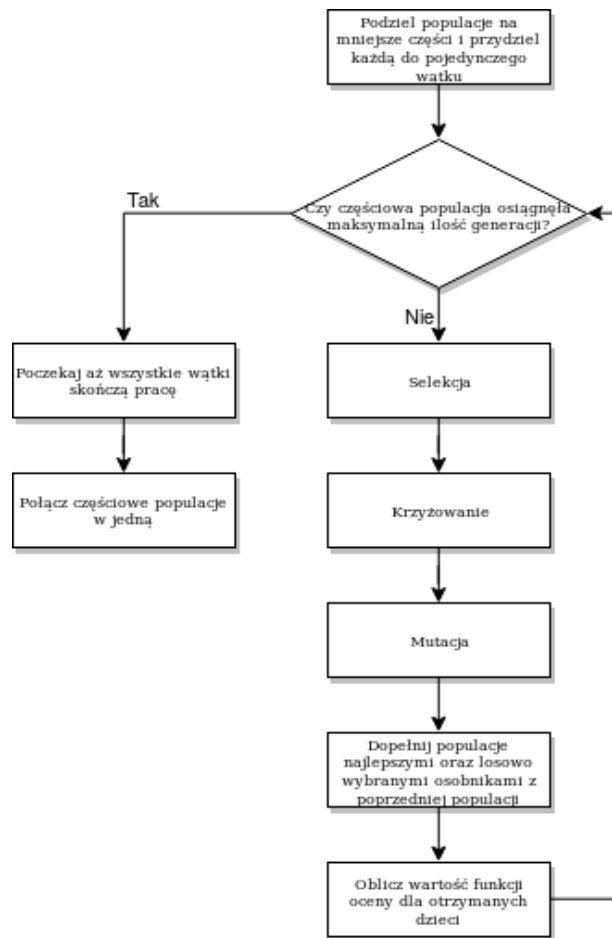 Podziel populacje na
mniejsze części i przydziel
każdą do pojedynczego
wątku
Czy częściowa populacja osiągnęła
maksymalną ilość generacji?
Tak
Nie
Poczekaj aż wszystkie wątki
skończą pracę
Połącz częściowe populacje
w jedną
Selekcja
Krzyżowanie
Mutacja
Dopełnij populacje
najlepszymi oraz losowo
wybranymi osobnikami z
poprzedniej populacji
Oblicz wartość funkcji
oceny dla otrzymanych
dzieci